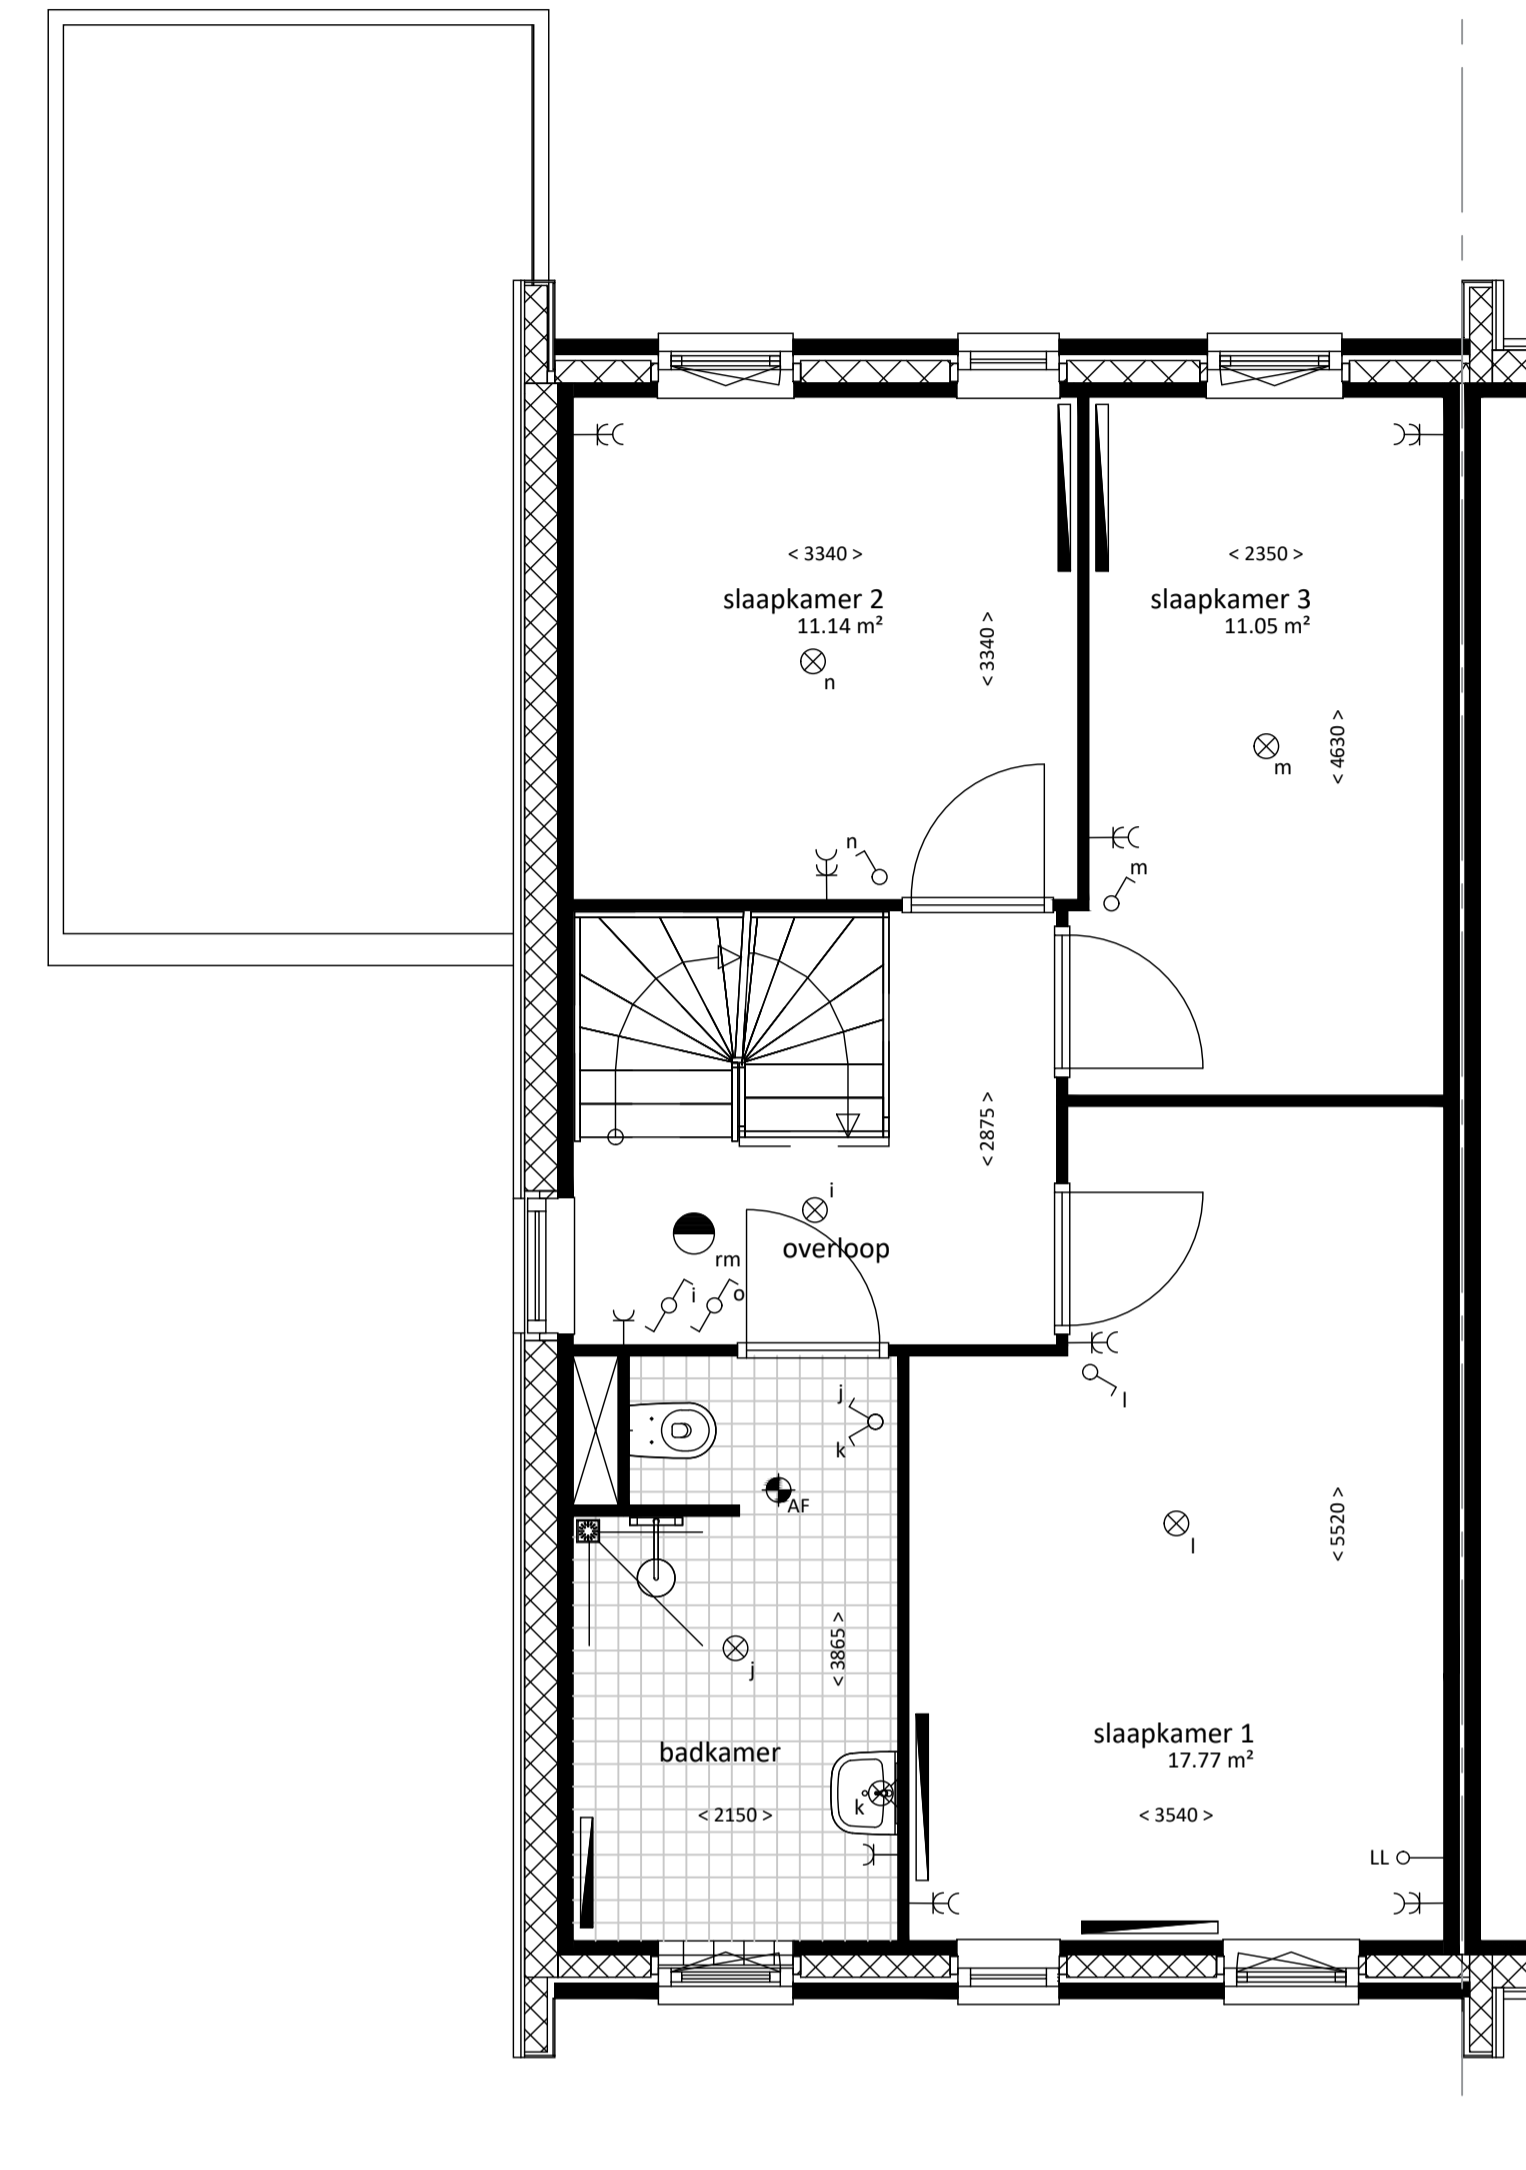 < 3340 >
slaapkamer 2
11.14 m²
< 3340 >
n
n
< 2350 >
slaapkamer 3
11.05 m²
< 4630 >
m
m
< 2875 >
i
overloop
rm
i
o
j
k
AF
< 3865 >
j
badkamer
< 2150 >
k
l
l
< 5520 >
slaapkamer 1
17.77 m²
< 3540 >
LL